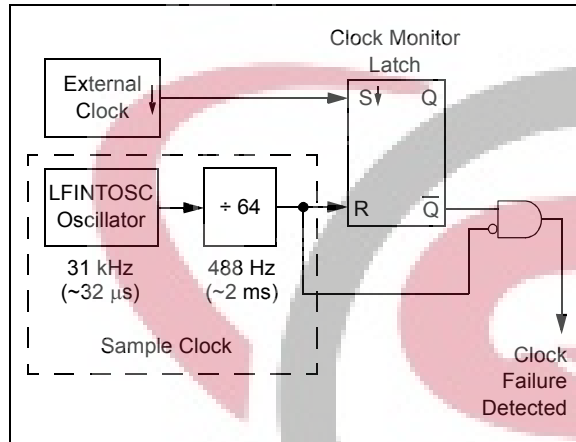 Clock Monitor
Latch
External
Clock
S
Q
LFINTOSC
Oscillator
÷ 64
R
Q
31 kHz
(~32 μs)
488 Hz
(~2 ms)
Sample Clock
Clock
Failure
Detected